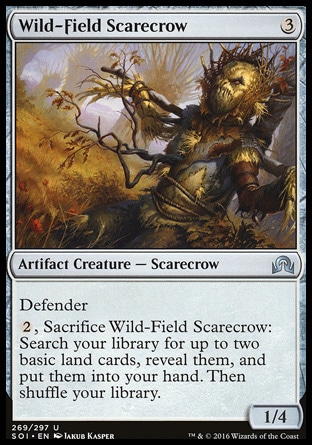 Wild-Field Scarecrow 3
Artifact Creature — Scarecrow
Defender
2, Sacrifice Wild-Field Scarecrow:
Search your library for up to two
basic land cards, reveal them, and
put them into your hand. Then
shuffle your library.
1/4
269/297 U
SOI • EN Jakub Kasper
™ & © 2016 Wizards of the Coast